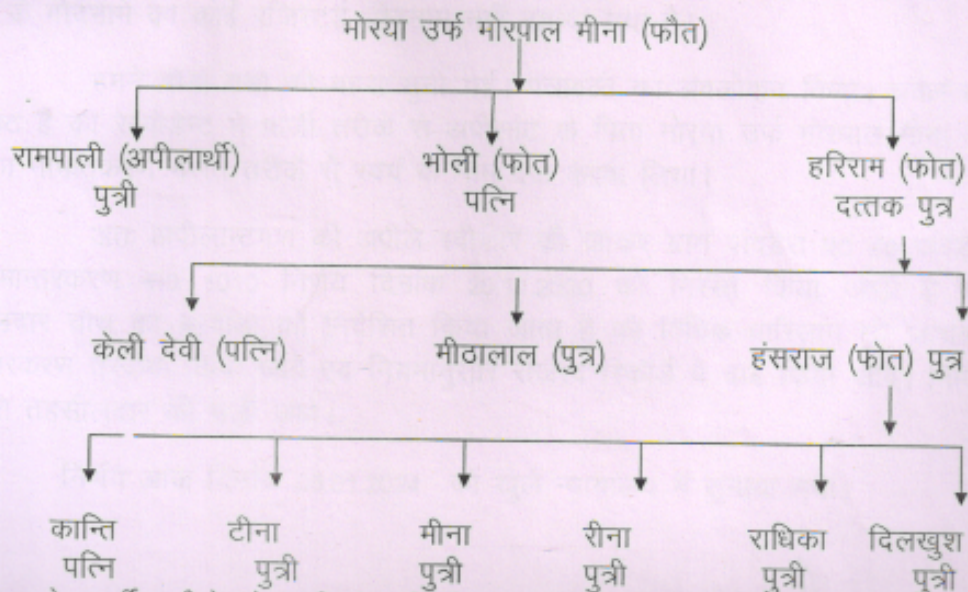 मोरया उर्फ मोरपाल मीना (फौत)
रामपाली (अपीलार्थी) भोली (फोत) हरिराम (फोत)
पुत्री पत्नि दत्तक पुत्र
केली देवी (पत्नि) मीठालाल (पुत्र) हंसराज (फोत) पुत्र
कान्ति टीना मीना रीना राधिका दिलखुश
पत्नि पुत्री पुत्री पुत्री पुत्री पुत्री